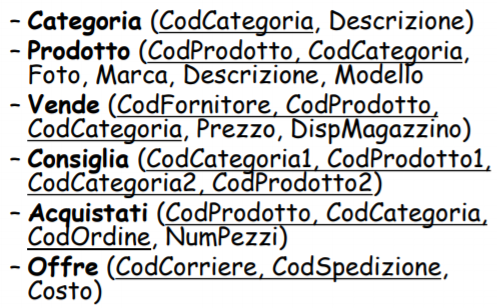 – Categoria (CodCategoria, Descrizione)
– Prodotto (CodProdotto, CodCategoria,
Foto, Marca, Descrizione, Modello
– Vende (CodFornitore, CodProdotto,
CodCategoria, Prezzo, DispMagazzino)
– Consiglia (CodCategoria1, CodProdotto1,
CodCategoria2, CodProdotto2)
– Acquistati (CodProdotto, CodCategoria,
CodOrdine, NumPezzi)
– Offre (CodCorriere, CodSpedizione,
Costo)